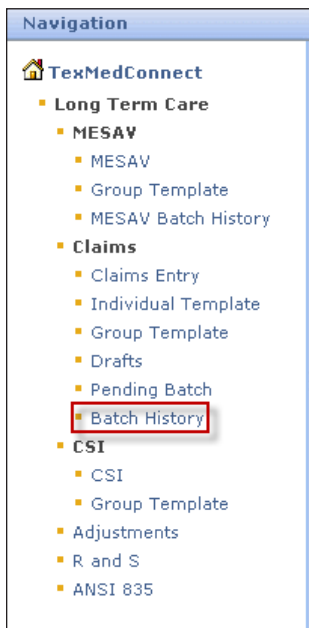 Navigation
TexMedConnect
Long Term Care
MESAV
MESAV
Group Template
MESAV Batch History
Claims
Claims Entry
Individual Template
Group Template
Drafts
Pending Batch
Batch History
CSI
CSI
Group Template
Adjustments
R and S
ANSI 835